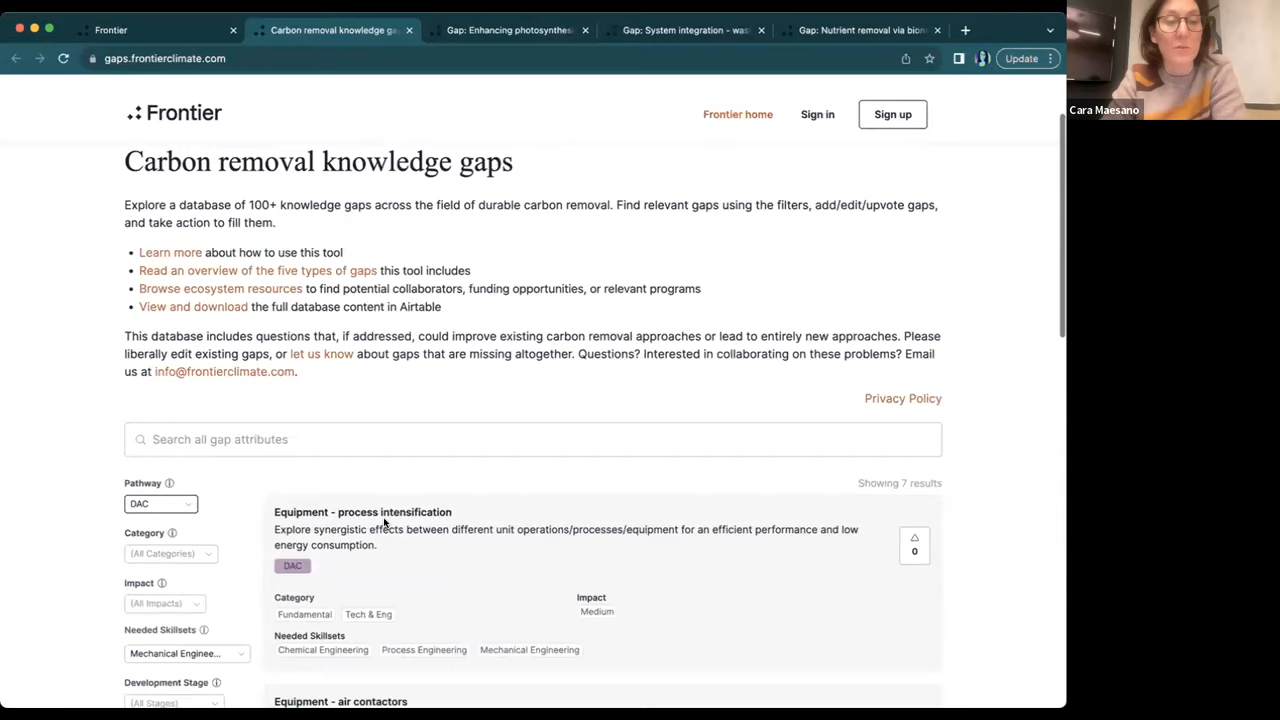 Frontier
Carbon removal knowledge ga
Gap: Enhancing photosynthesi
Gap: System integration - was
Gap: Nutrient removal via biom
gaps.frontierclimate.com
Update
Cara Maesano
Frontier
Frontier home
Sign in
Sign up
Carbon removal knowledge gaps
Explore a database of 100+ knowledge gaps across the field of durable carbon removal. Find relevant gaps using the filters, add/edit/upvote gaps,
and take action to fill them.
• Learn more about how to use this tool
• Read an overview of the five types of gaps this tool includes
• Browse ecosystem resources to find potential collaborators, funding opportunities, or relevant programs
• View and download the full database content in Airtable
This database includes questions that, if addressed, could improve existing carbon removal approaches or lead to entirely new approaches. Please
liberally edit existing gaps, or let us know about gaps that are missing altogether. Questions? Interested in collaborating on these problems? Email
us at info@frontierclimate.com.
Privacy Policy
Search all gap attributes
Pathway
Showing 7 results
DAC
Equipment - process intensification
Explore synergistic effects between different unit operations/processes/equipment for an efficient performance and low
energy consumption.
DAC
0
Category
(All Categories)
Impact
(All Impacts)
Category
Impact
Fundamental
Tech & Eng
Medium
Needed Skillsets
Needed Skillsets
Mechanical Enginee...
Chemical Engineering
Process Engineering
Mechanical Engineering
Development Stage
(All Stages)
Equipment - air contactors